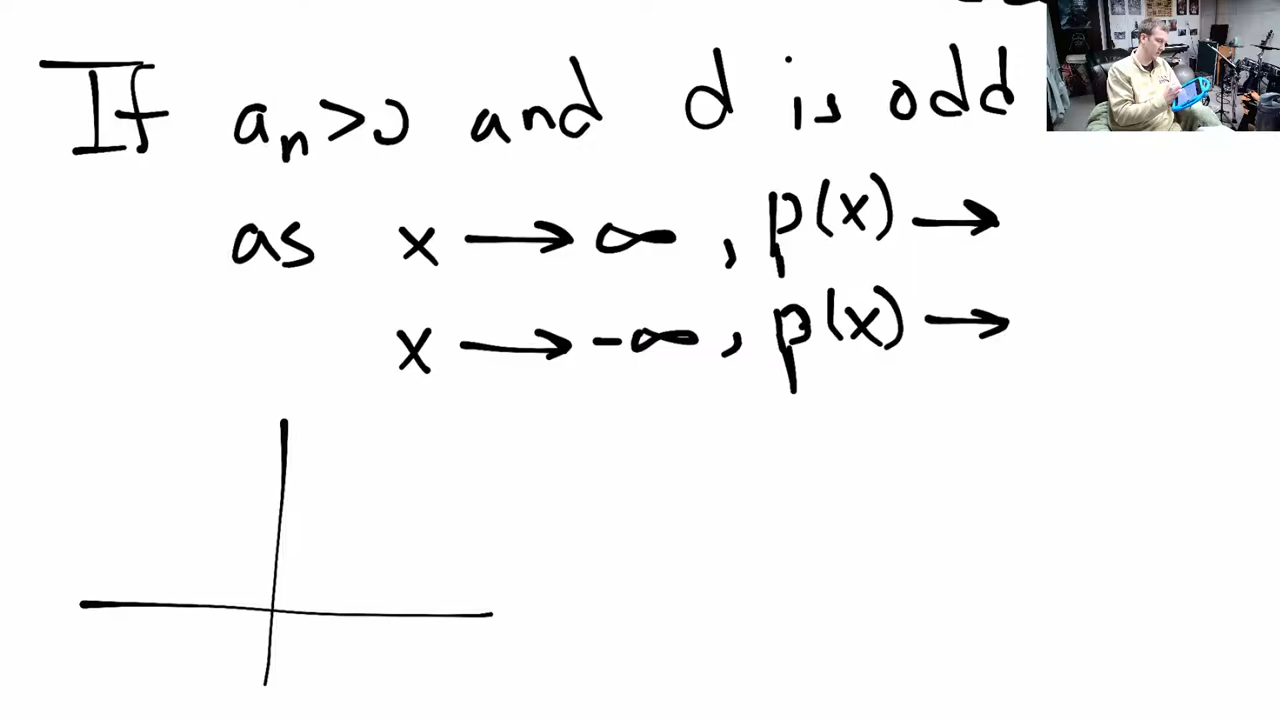 If aₙ>0 and d is odd
as x → ∞, p(x) →
x → -∞, p(x) →